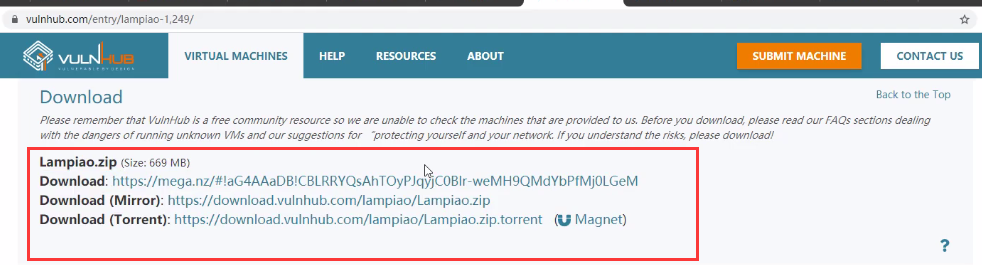 vulnhub.com/entry/lampiao-1,249/
VULNHUB
VULNERABLE BY DESIGN
VIRTUAL MACHINES
HELP
RESOURCES
ABOUT
SUBMIT MACHINE
CONTACT US
Download
Back to the Top
Please remember that VulnHub is a free community resource so we are unable to check the machines that are provided to us. Before you download, please read our FAQs sections dealing
with the dangers of running unknown VMs and our suggestions for “protecting yourself and your network. If you understand the risks, please download!
Lampiao.zip (Size: 669 MB)
Download: https://mega.nz/#!aG4AAaDB!CBLRRYQsAhTOyPJqyjC0BIr-weMH9QMdYbPfMj0LGeM
Download (Mirror): https://download.vulnhub.com/lampiao/Lampiao.zip
Download (Torrent): https://download.vulnhub.com/lampiao/Lampiao.zip.torrent ( Magnet)
?